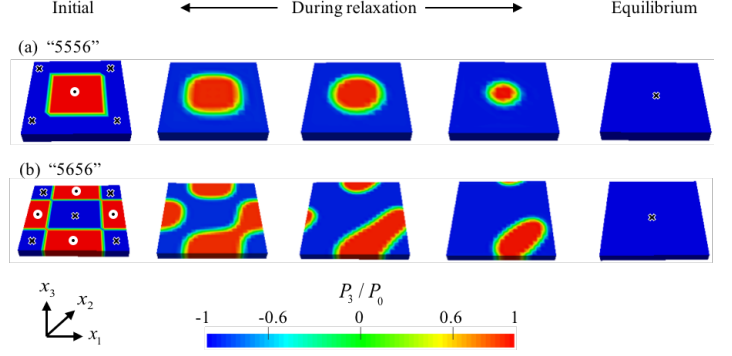 Initial
During relaxation
Equilibrium
(a) “5556”
(b) “5656”
x3
x2
x1
P3 / P0
-1 -0.6 0 0.6 1